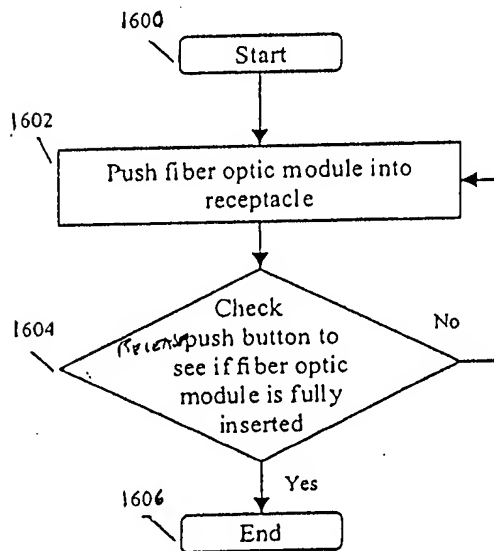 1600
Start
1602
Push fiber optic module into
receptacle
Check
1604
RELEASE push button to
see if fiber optic
module is fully
inserted
No
Yes
1606
End